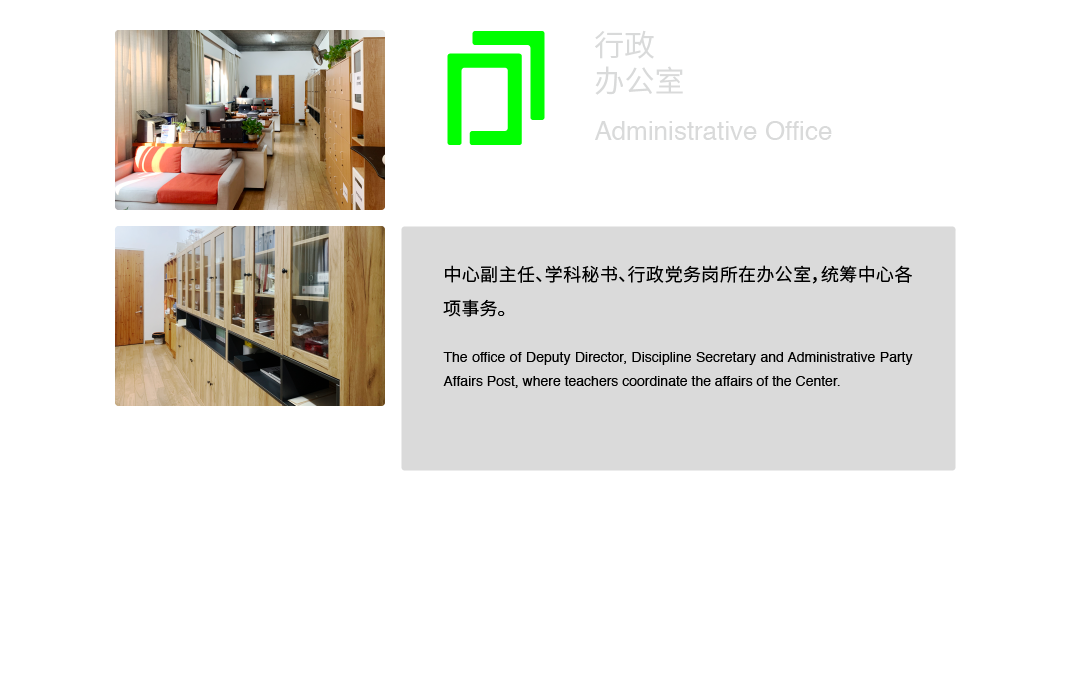 行政
办公室
Administrative Office
中心副主任、学科秘书、行政党务岗所在办公室，统筹中心各
项事务。
The office of Deputy Director, Discipline Secretary and Administrative Party
Affairs Post, where teachers coordinate the affairs of the Center.